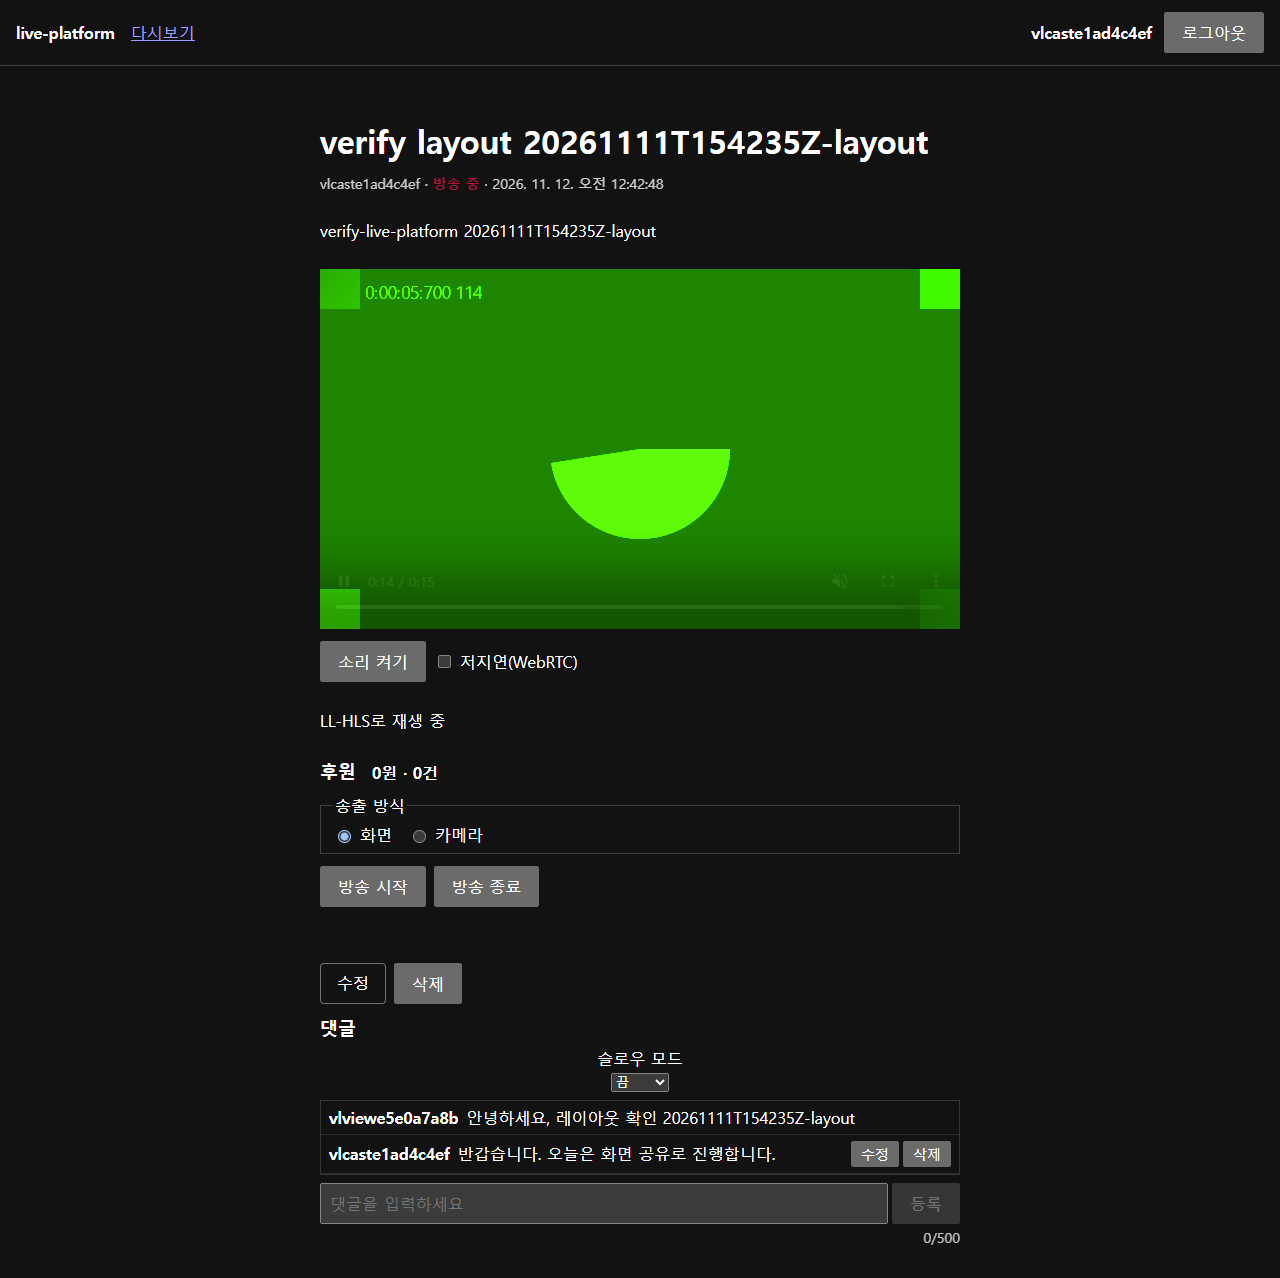 live-platform 다시보기 vlcaste1ad4c4ef 로그아웃
verify layout 20261111T154235Z-layout
vlcaste1ad4c4ef · 방송 중 · 2026. 11. 12. 오전 12:42:48
verify-live-platform 20261111T154235Z-layout
0:00:05:700 114
0:14 / 0:15
소리 켜기 저지연(WebRTC)
LL-HLS로 재생 중
후원 0원 · 0건
송출 방식
화면 카메라
방송 시작 방송 종료
수정 삭제
댓글
슬로우 모드
끔
vlviewe5e0a7a8b 안녕하세요, 레이아웃 확인 20261111T154235Z-layout
vlcaste1ad4c4ef 반갑습니다. 오늘은 화면 공유로 진행합니다. 수정 삭제
댓글을 입력하세요 등록
0/500